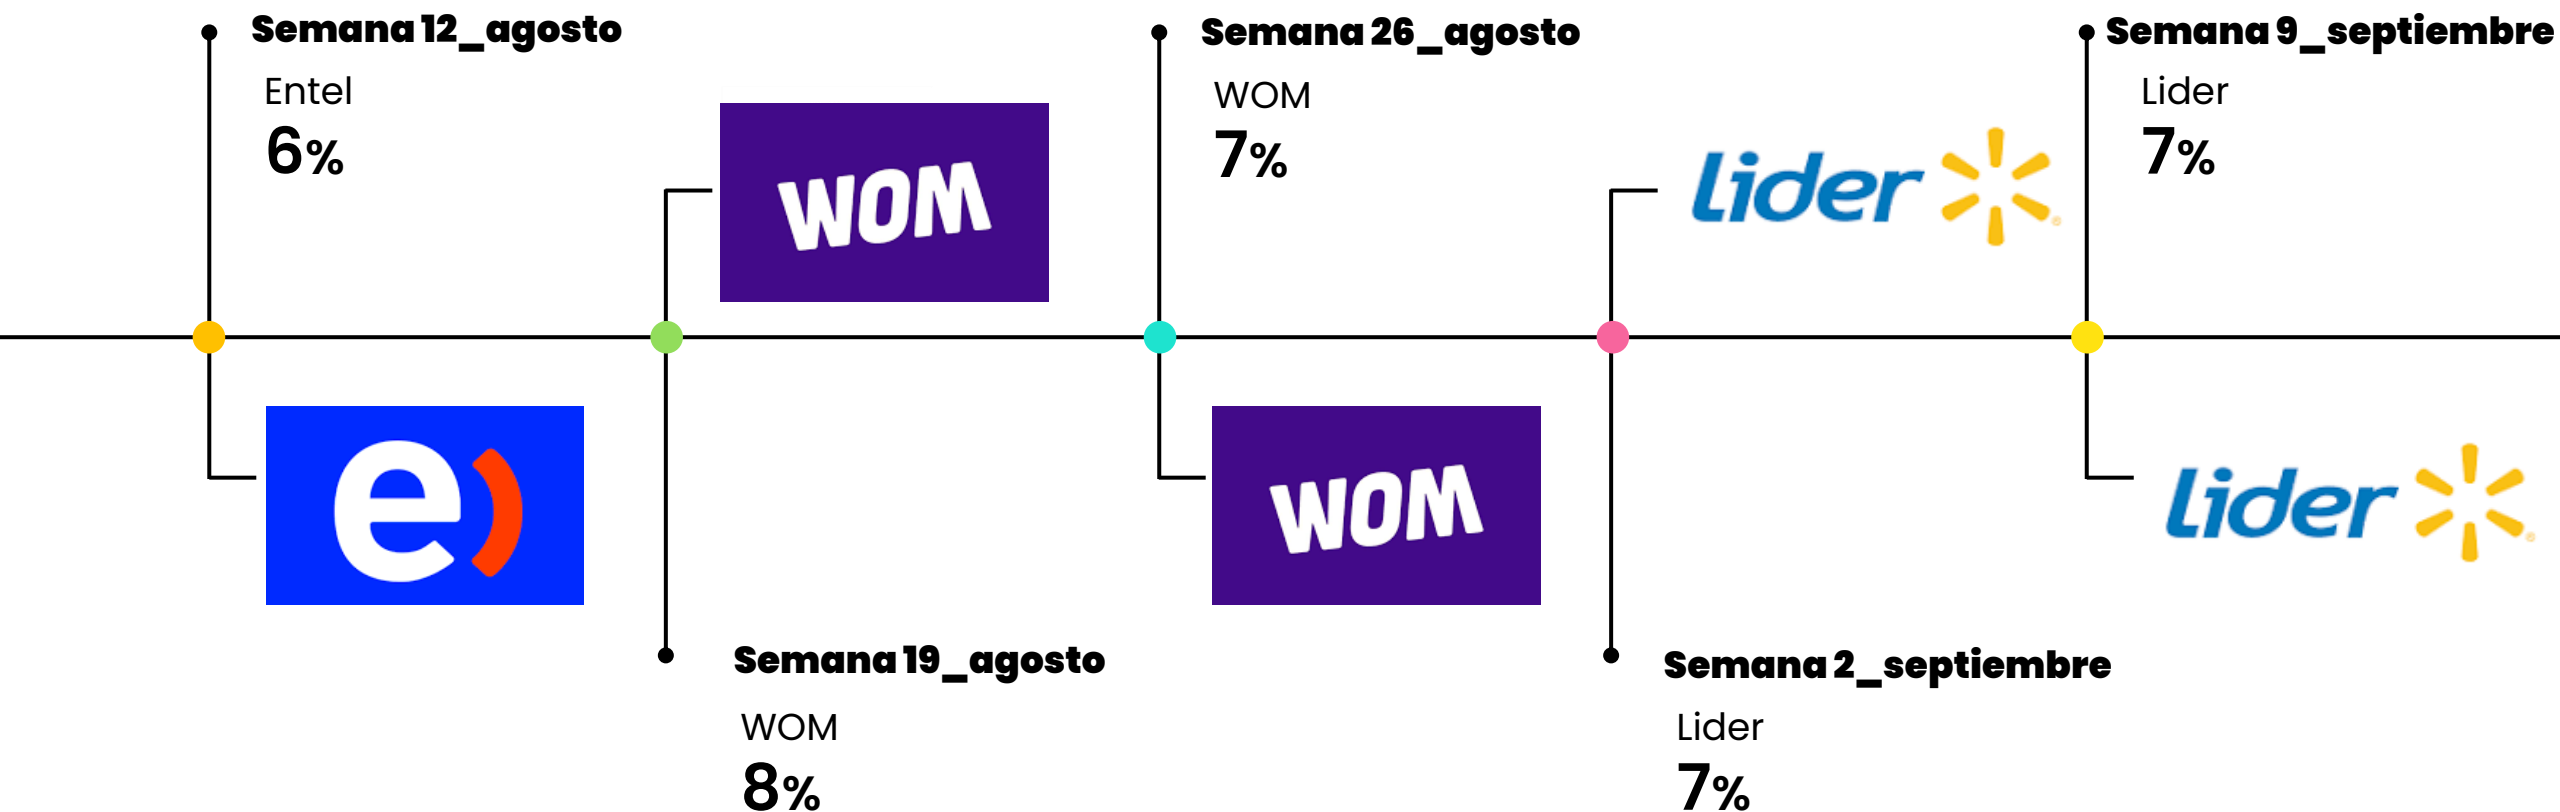 Semana 12_agosto
Entel
6%
e)
WOM
Semana 19_agosto
WOM
8%
Semana 26_agosto
WOM
7%
WOM
Lider
Semana 2_septiembre
Lider
7%
Semana 9_septiembre
Lider
7%
Lider